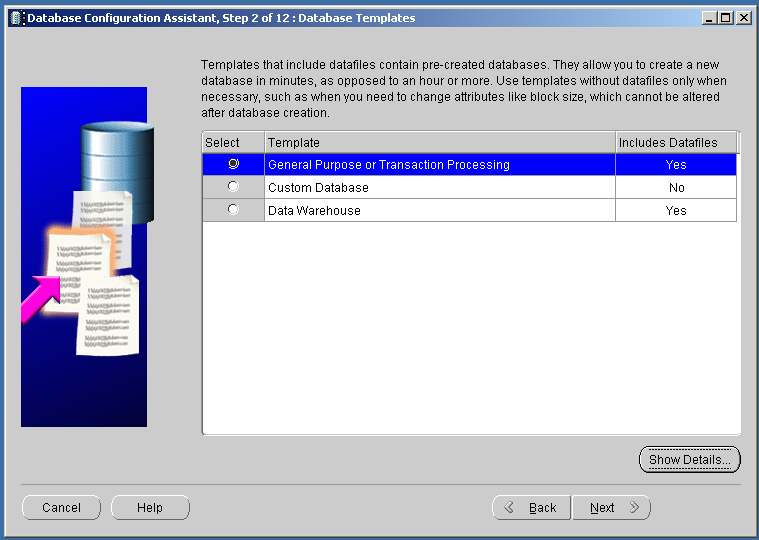 Database Configuration Assistant, Step 2 of 12 : Database Templates
Templates that include datafiles contain pre-created databases. They allow you to create a new
database in minutes, as opposed to an hour or more. Use templates without datafiles only when
necessary, such as when you need to change attributes like block size, which cannot be altered
after database creation.
Select Template Includes Datafiles
General Purpose or Transaction Processing Yes
Custom Database No
Data Warehouse Yes
Show Details...
Cancel Help Back Next